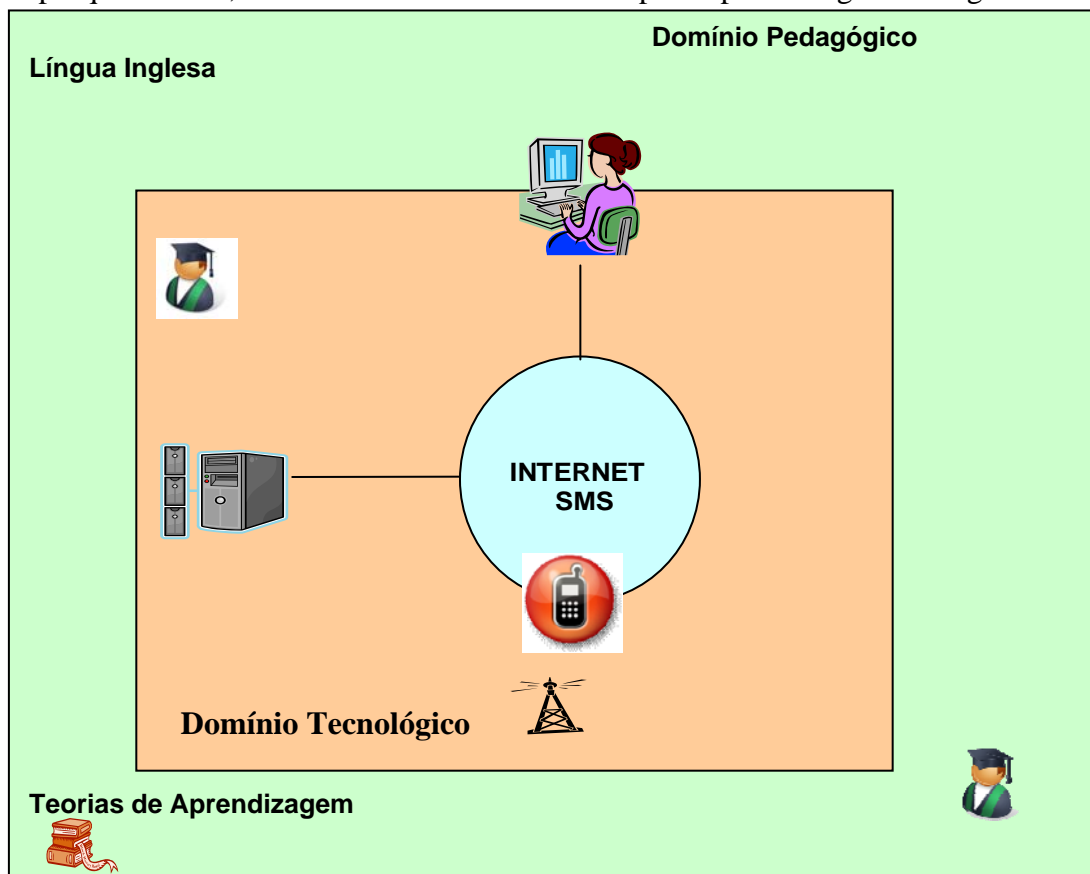 Domínio Pedagógico
Língua Inglesa
INTERNET
SMS
Domínio Tecnológico
Teorias de Aprendizagem